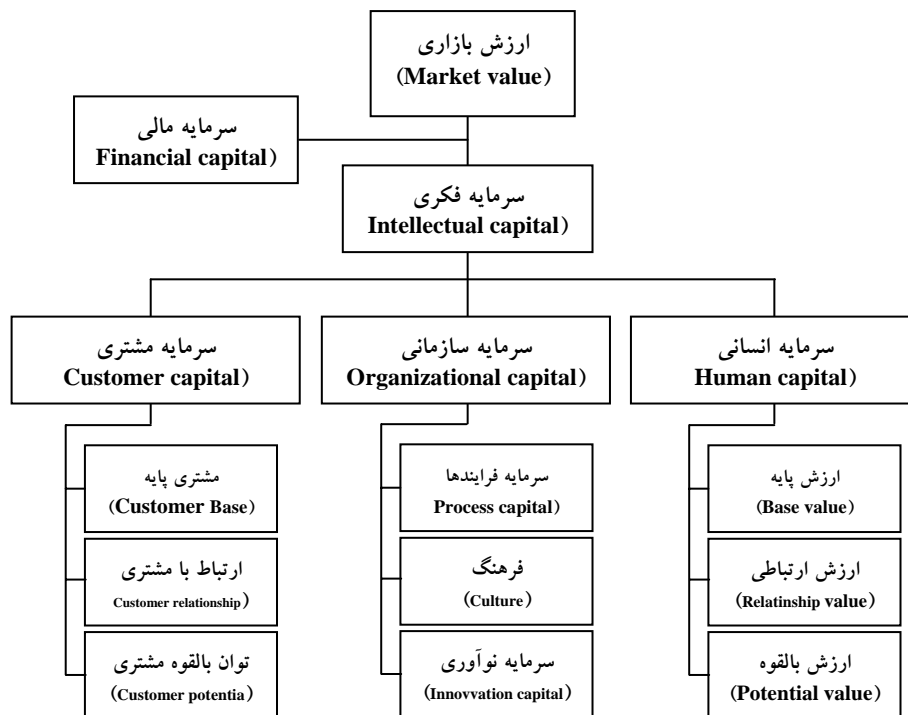 ارزش بازاری
(Market value)
سرمایه مالی
Financial capital)
سرمایه فکری
Intellectual capital)
سرمایه مشتری
Customer capital)
سرمایه سازمانی
Organizational capital)
سرمایه انسانی
Human capital)
مشتری پایه
(Customer Base)
ارتباط با مشتری
Customer relationship)
توان بالقوه مشتری
(Customer potentia)
سرمایه فرایندها
Process capital)
فرهنگ
(Culture)
سرمایه نوآوری
(Innovvation capital)
ارزش پایه
(Base value)
ارزش ارتباطی
(Relatinship value)
ارزش بالقوه
(Potential value)